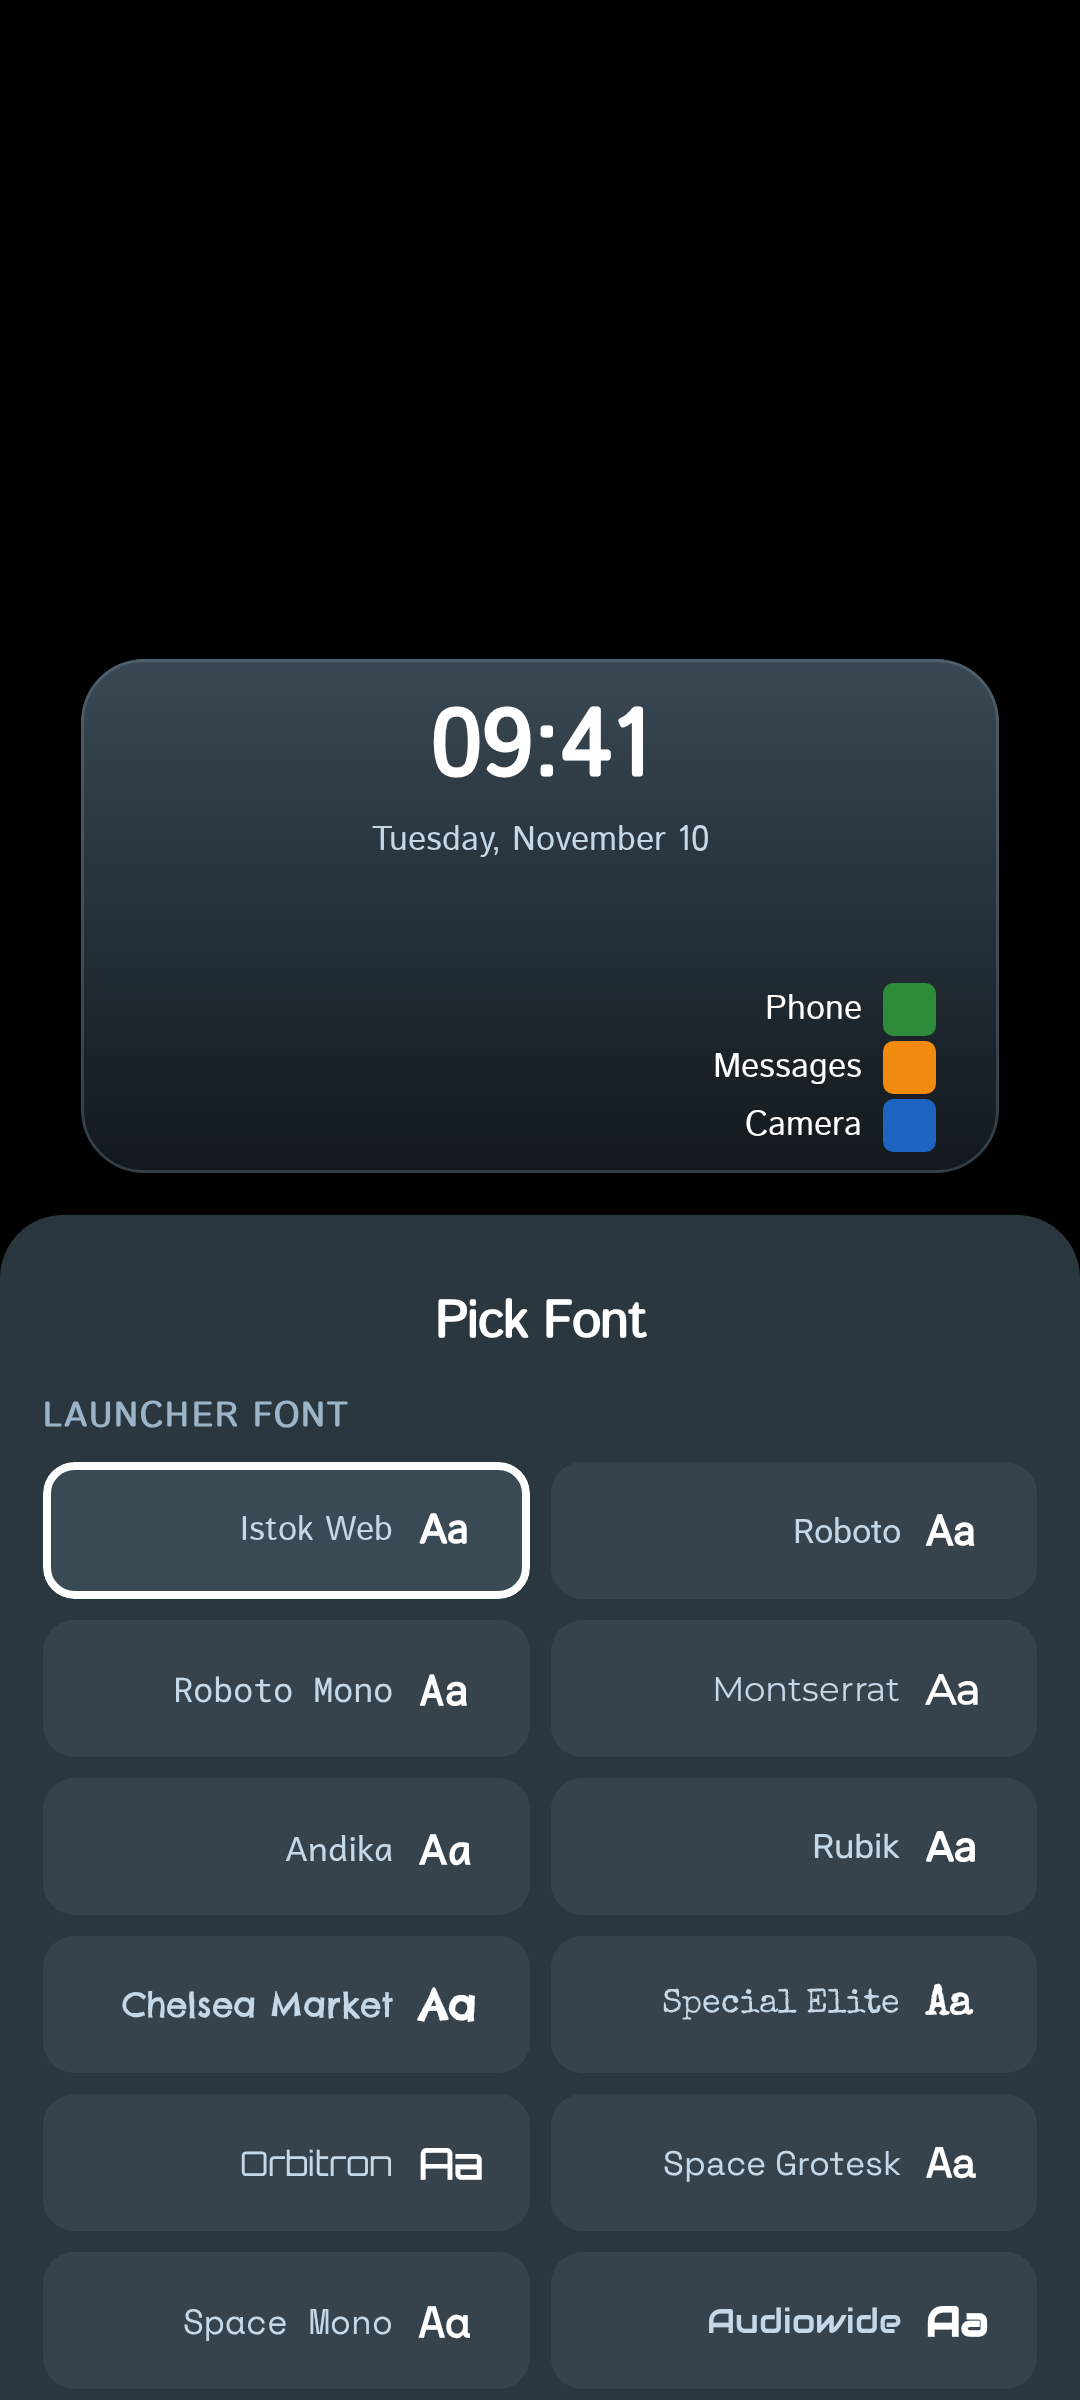 09:41
Tuesday, November 10
Phone
Messages
Camera
Pick Font
LAUNCHER FONT
Istok Web Aa
Roboto Aa
Roboto Mono Aa
Montserrat Aa
Andika Aa
Rubik Aa
Chelsea Market Aa
Special Elite Aa
Orbitron Aa
Space Grotesk Aa
Space Mono Aa
Audiowide Aa